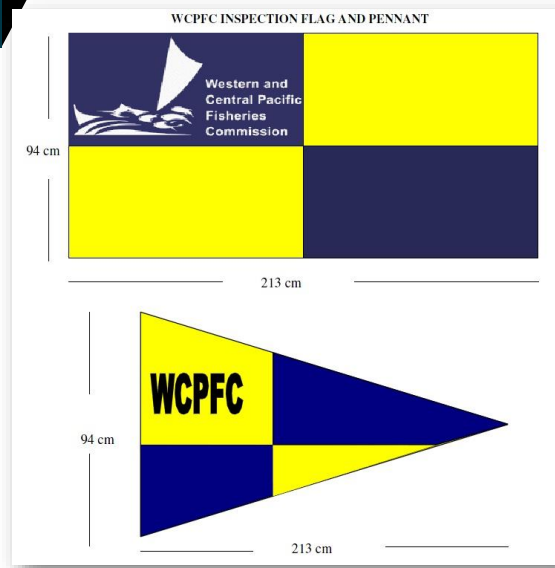 WCPFC INSPECTION FLAG AND PENNANT
Western and
Central Pacific
Fisheries
Commission
94 cm
213 cm
WCPFC
94 cm
213 cm